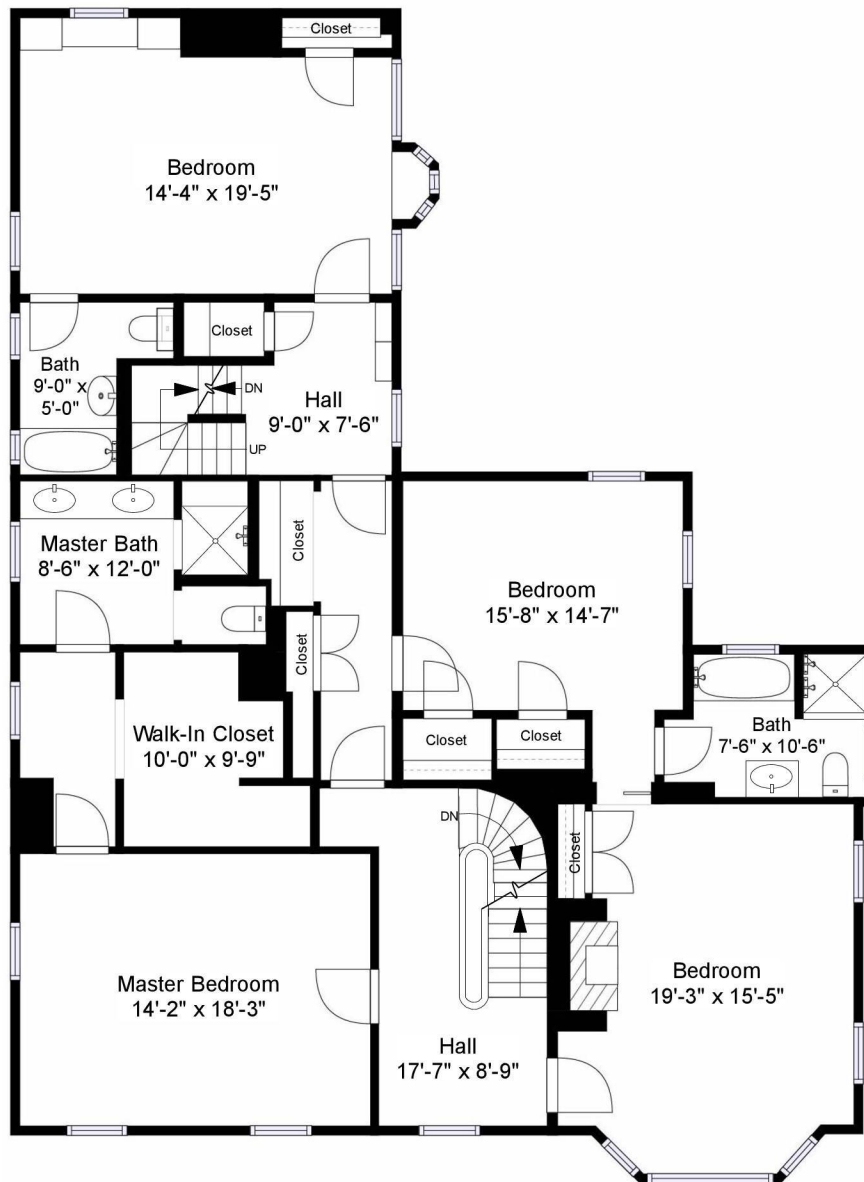 Closet
Bedroom
14'-4" x 19'-5"
Closet
Bath
9'-0" x
5'-0"
DN
Hall
9'-0" x 7'-6"
UP
Master Bath
8'-6" x 12'-0"
Closet
Bedroom
15'-8" x 14'-7"
Closet
Walk-In Closet
10'-0" x 9'-9"
Closet
Closet
Bath
7'-6" x 10'-6"
DN
Closet
Master Bedroom
14'-2" x 18'-3"
Bedroom
19'-3" x 15'-5"
Hall
17'-7" x 8'-9"